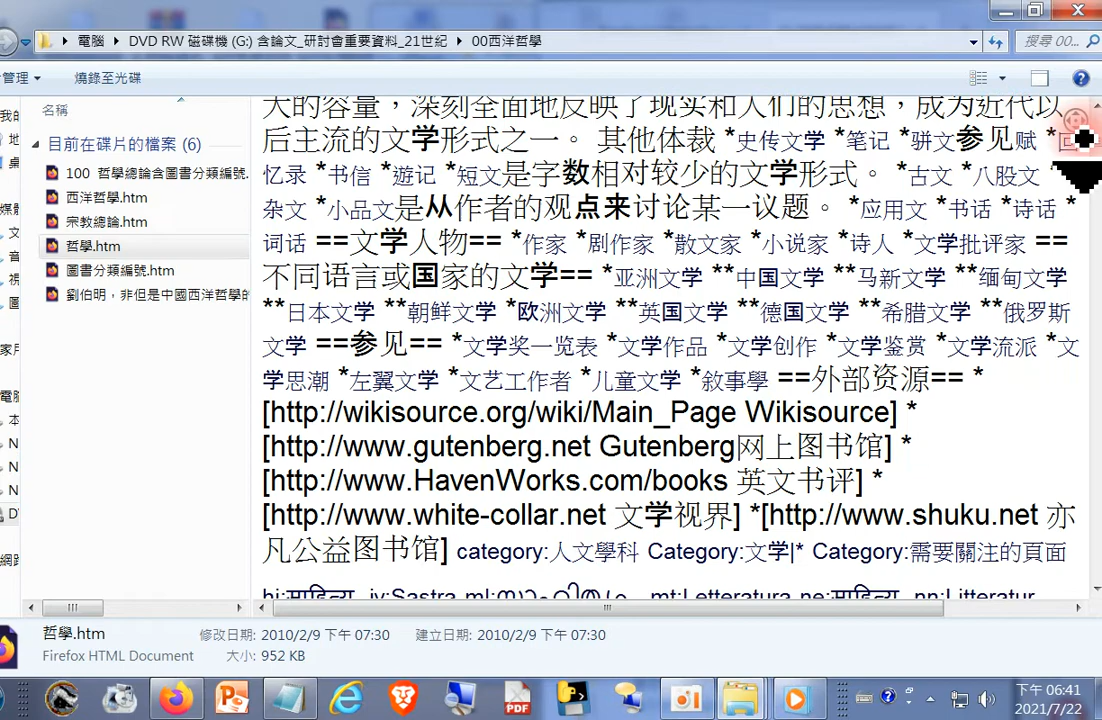 電腦 ▸ DVD RW 磁碟機 (G:) 含論文_研討會重要資料_21世紀 ▸ 00西洋哲學
搜尋 00...
管理 燒錄至光碟
名稱
目前在碟片的檔案 (6)
100 哲學總論含圖書分類編號.
西洋哲學.htm
宗教總論.htm
哲學.htm
圖書分類編號.htm
劉伯明，非但是中國西洋哲學的
大的容量，深刻全面地反映了现实和人们的思想，成为近代以
后主流的文学形式之一。 其他体裁 *史传文学 *笔记 *骈文参见赋 *回
忆录 *书信 *遊记 *短文是字数相对较少的文学形式。 *古文 *八股文 *
杂文 *小品文是从作者的观点来讨论某一议题。 *应用文 *书话 *诗话 *
词话 ==文学人物== *作家 *剧作家 *散文家 *小说家 *诗人 *文学批评家 ==
不同语言或国家的文学== *亚洲文学 **中国文学 **马新文学 **缅甸文学
**日本文学 **朝鲜文学 *欧洲文学 **英国文学 **德国文学 **希腊文学 **俄罗斯
文学 ==参见== *文学奖一览表 *文学作品 *文学创作 *文学鉴赏 *文学流派 *文
学思潮 *左翼文学 *文艺工作者 *儿童文学 *敘事學 ==外部资源== *
[http://wikisource.org/wiki/Main_Page Wikisource] *
[http://www.gutenberg.net Gutenberg网上图书馆] *
[http://www.HavenWorks.com/books 英文书评] *
[http://www.white-collar.net 文学视界] *[http://www.shuku.net 亦
凡公益图书馆] category:人文學科 Category:文学|* Category:需要關注的頁面
hi:साहित्य jv:Sastra ml:സാഹിത്യം mt:Letteratura ne:साहित्य nn:Litteratur
哲學.htm 修改日期: 2010/2/9 下午 07:30 建立日期: 2010/2/9 下午 07:30
Firefox HTML Document 大小: 952 KB
PDF
下午 06:41
2021/7/22